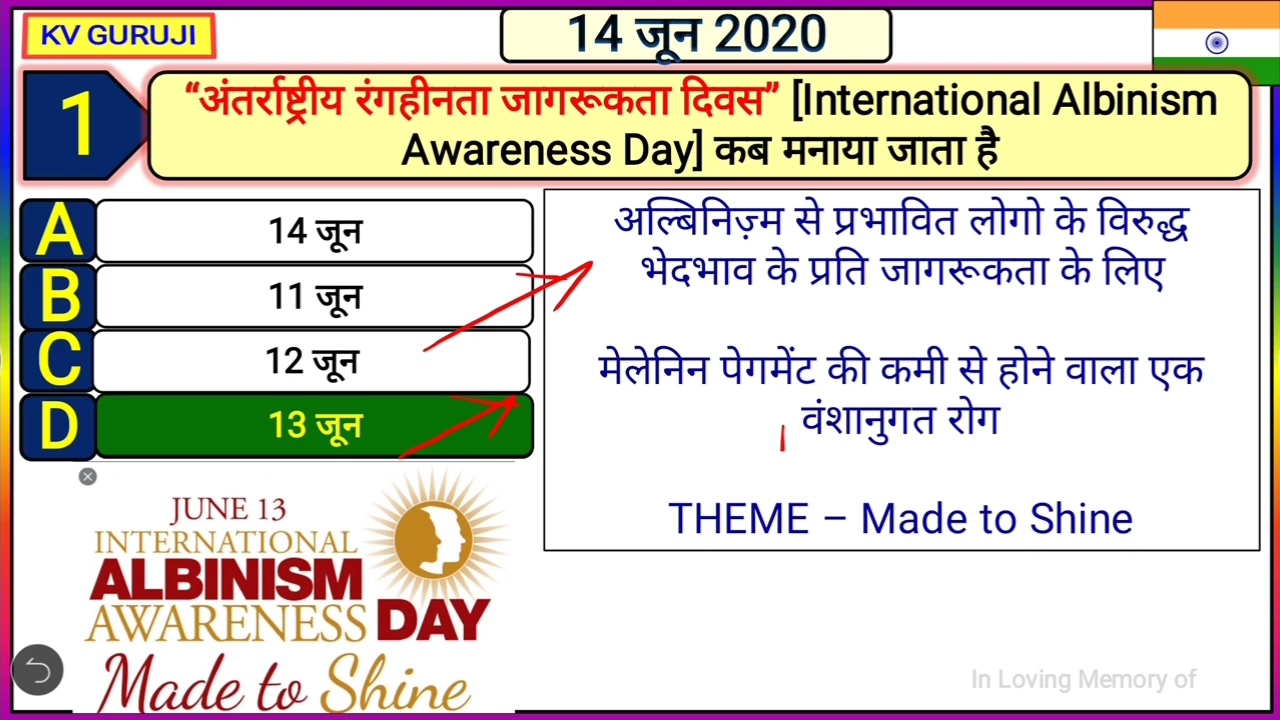 KV GURUJI
14 जून 2020
1
“अंतर्राष्ट्रीय रंगहीनता जागरूकता दिवस” [International Albinism
Awareness Day] कब मनाया जाता है
A
14 जून
B
11 जून
C
12 जून
D
13 जून
अल्बिनिज़्म से प्रभावित लोगो के विरुद्ध
भेदभाव के प्रति जागरूकता के लिए
मेलेनिन पेगमेंट की कमी से होने वाला एक
वंशानुगत रोग
THEME – Made to Shine
JUNE 13
INTERNATIONAL
ALBINISM
AWARENESS DAY
Made to Shine
In Loving Memory of